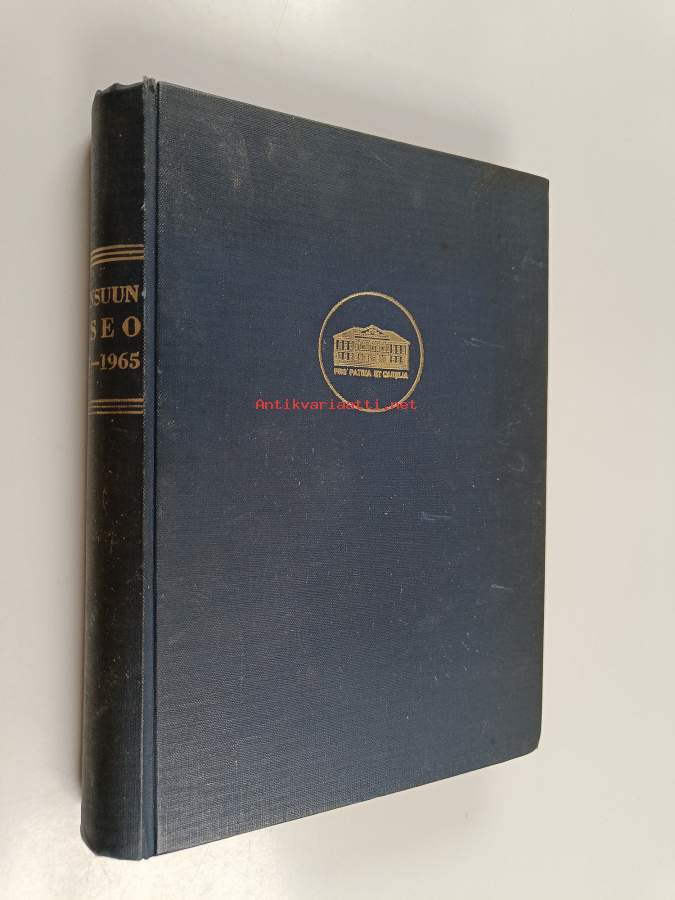 NSUUN
SEO
–1965
PRO PATRIA ET CARELIA
Antikvariaatti.net